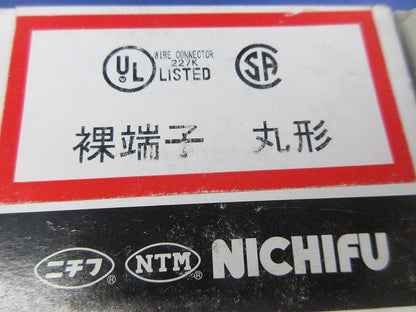 UL WIRE CONNECTOR 227K LISTED SA
裸端子 丸形
ニチフ® NTM® NICHIFU